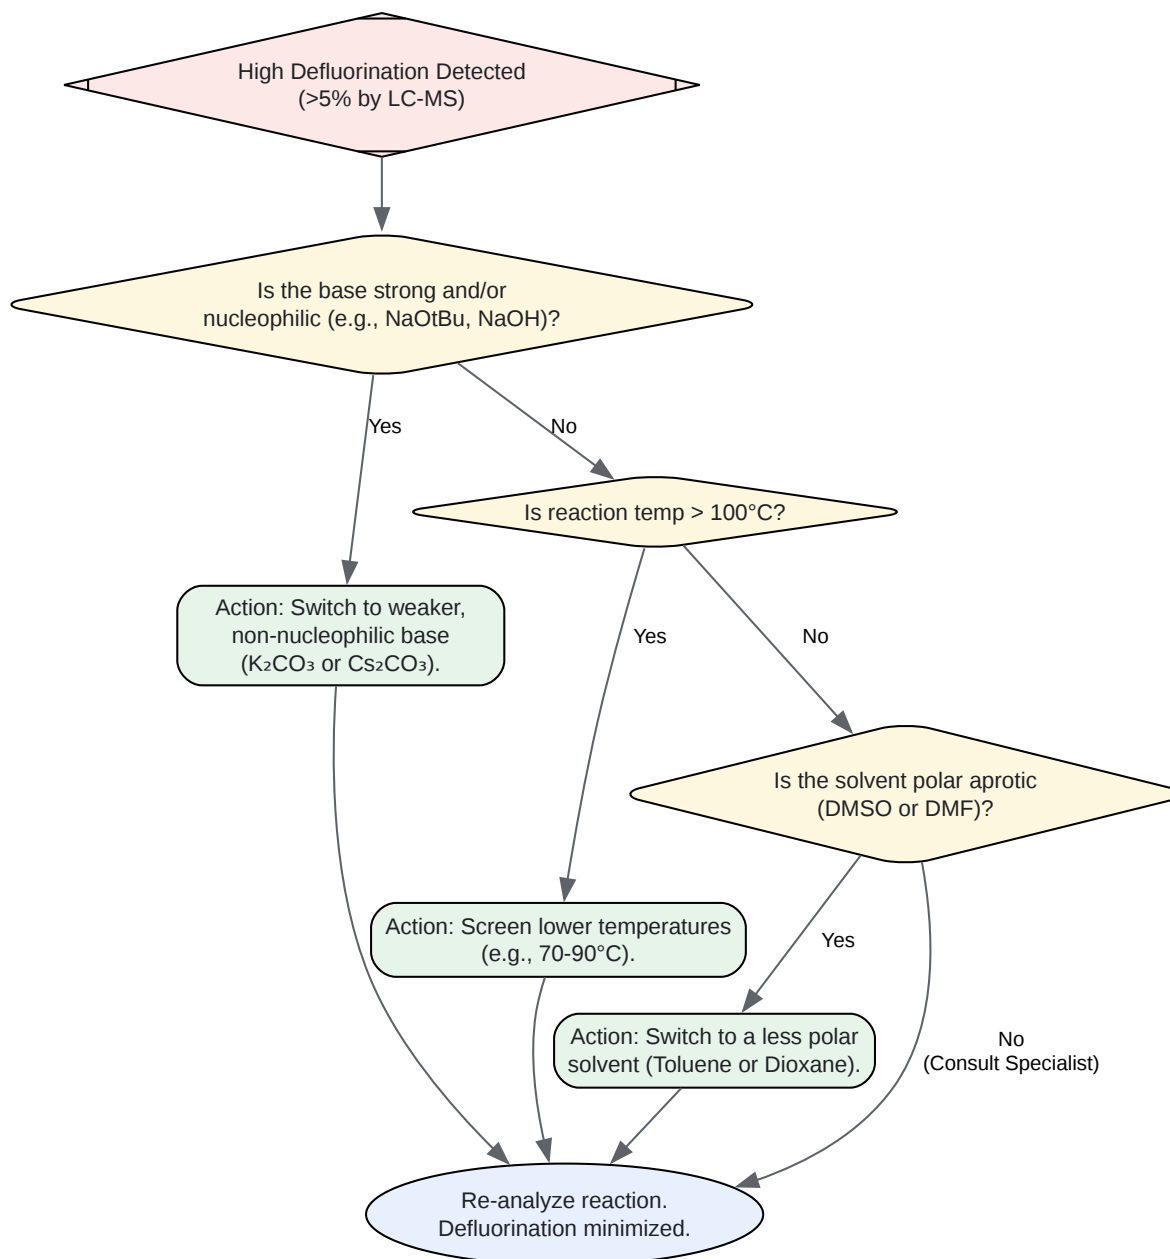 High Defluorination Detected
(>5% by LC-MS)
Is the base strong and/or
nucleophilic (e.g., NaOtBu, NaOH)?
Yes
No
Is reaction temp > 100°C?
Action: Switch to weaker,
non-nucleophilic base
(K₂CO₃ or Cs₂CO₃).
Yes
No
Is the solvent polar aprotic
(DMSO or DMF)?
Action: Screen lower temperatures
(e.g., 70-90°C).
Yes
Action: Switch to a less polar
solvent (Toluene or Dioxane).
No
(Consult Specialist)
Re-analyze reaction.
Defluorination minimized.